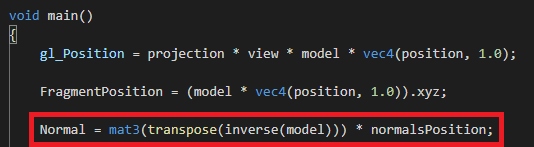 void main()
{
gl_Position = projection * view * model * vec4(position, 1.0);
FragmentPosition = (model * vec4(position, 1.0)).xyz;
Normal = mat3(transpose(inverse(model))) * normalsPosition;